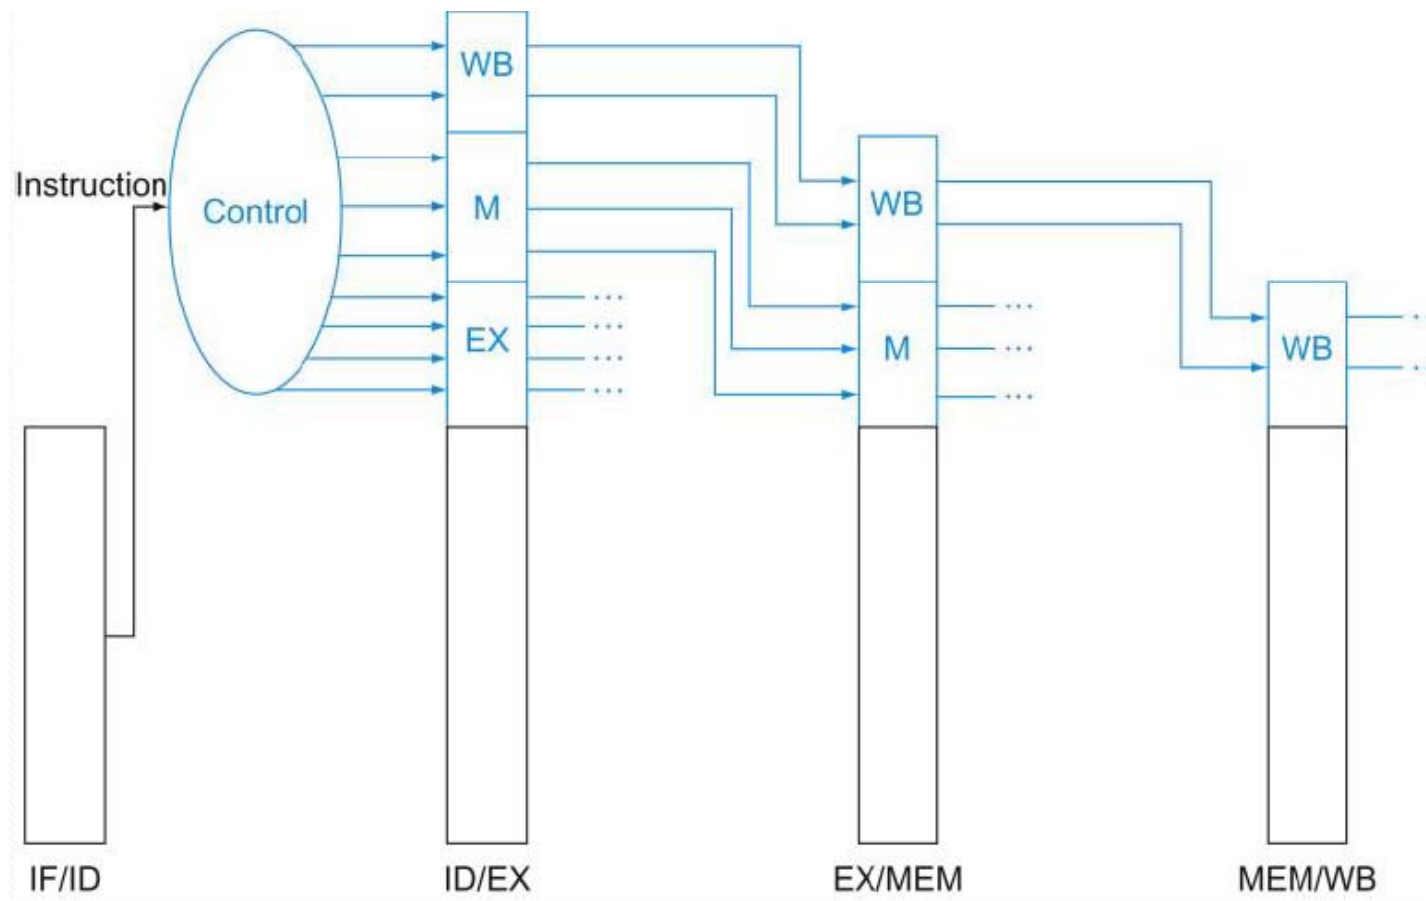 WB
Instruction
Control
M
WB
EX
M
WB
IF/ID
ID/EX
EX/MEM
MEM/WB